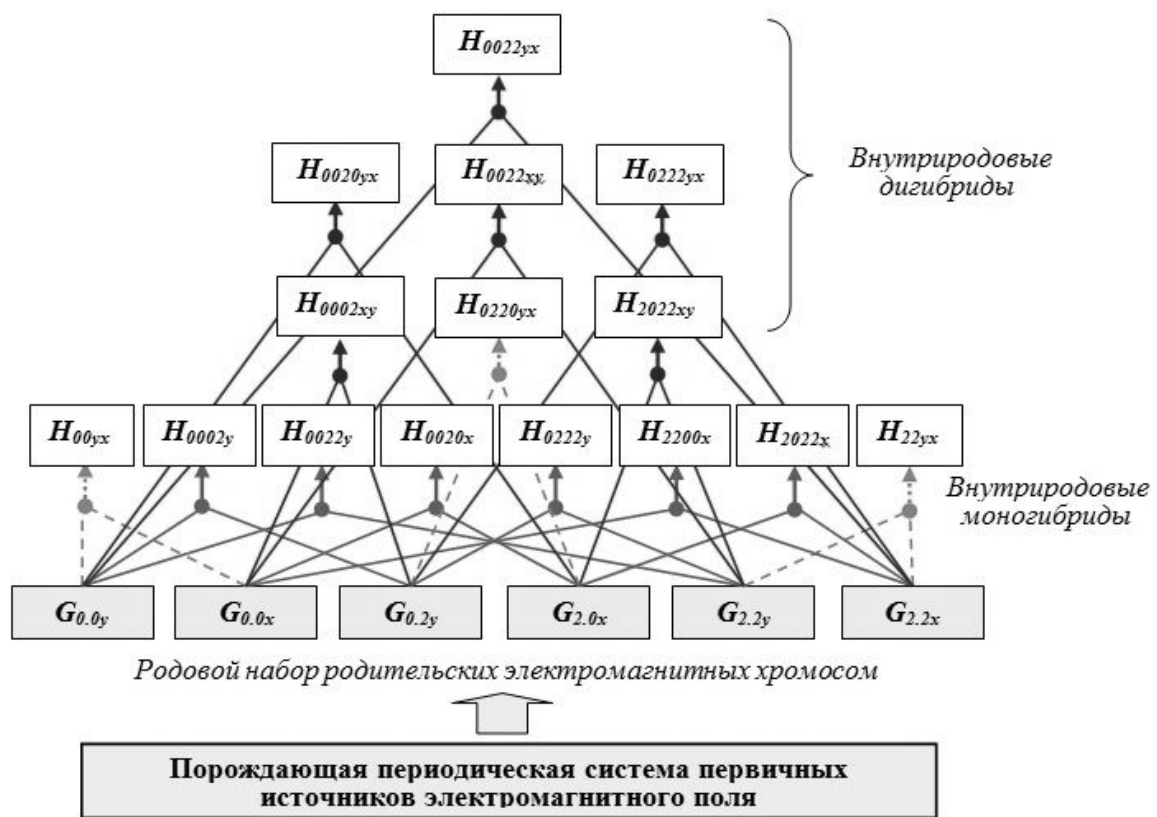 H0022yx
H0020yx H0022xy H0222yx
Внутриродовые
дигибриды
H0002xy H0220yx H2022xy
H00yx H0002y H0022y H0020x H0222y H2200x H2022x H22yx
Внутриродовые
моногибриды
G0.0y G0.0x G0.2y G2.0x G2.2y G2.2x
Родовой набор родительских электромагнитных хромосом
Порождающая периодическая система первичных
источников электромагнитного поля